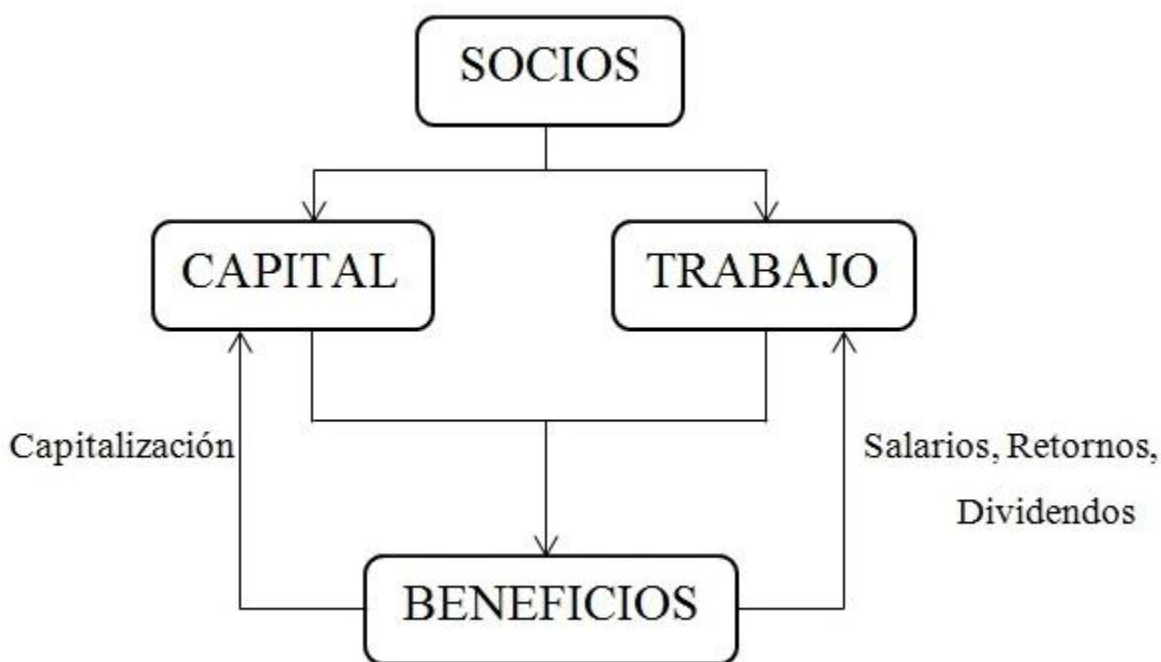 SOCIOS
CAPITAL
TRABAJO
Capitalización
Salarios, Retornos,
Dividendos
BENEFICIOS